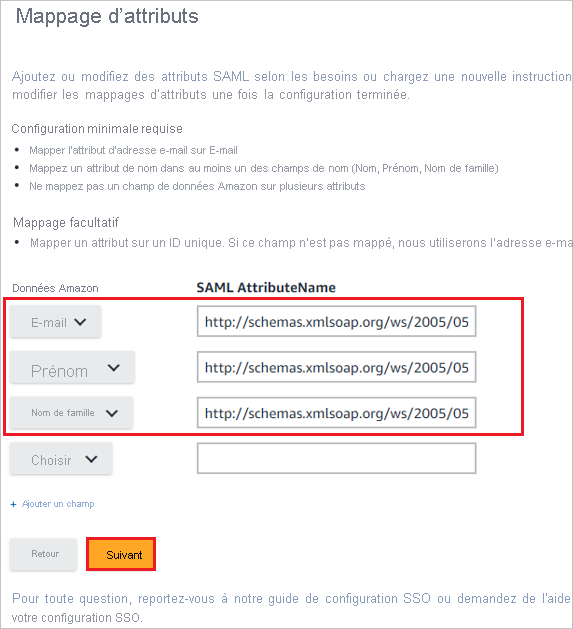 Mappage d'attributs
Ajoutez ou modifiez des attributs SAML selon les besoins ou chargez une nouvelle instruction
modifier les mappages d'attributs une fois la configuration terminée.
Configuration minimale requise
• Mapper l'attribut d'adresse e-mail sur E-mail
• Mappez un attribut de nom dans au moins un des champs de nom (Nom, Prénom, Nom de famille)
• Ne mappez pas un champ de données Amazon sur plusieurs attributs
Mappage facultatif
• Mapper un attribut sur un ID unique. Si ce champ n'est pas mappé, nous utiliserons l'adresse e-ma
Données Amazon SAML AttributeName
E-mail http://schemas.xmlsoap.org/ws/2005/05
Prénom http://schemas.xmlsoap.org/ws/2005/05
Nom de famille http://schemas.xmlsoap.org/ws/2005/05
Choisir
+ Ajouter un champ
Retour Suivant
Pour toute question, reportez-vous à notre guide de configuration SSO ou demandez de l'aide
votre configuration SSO.